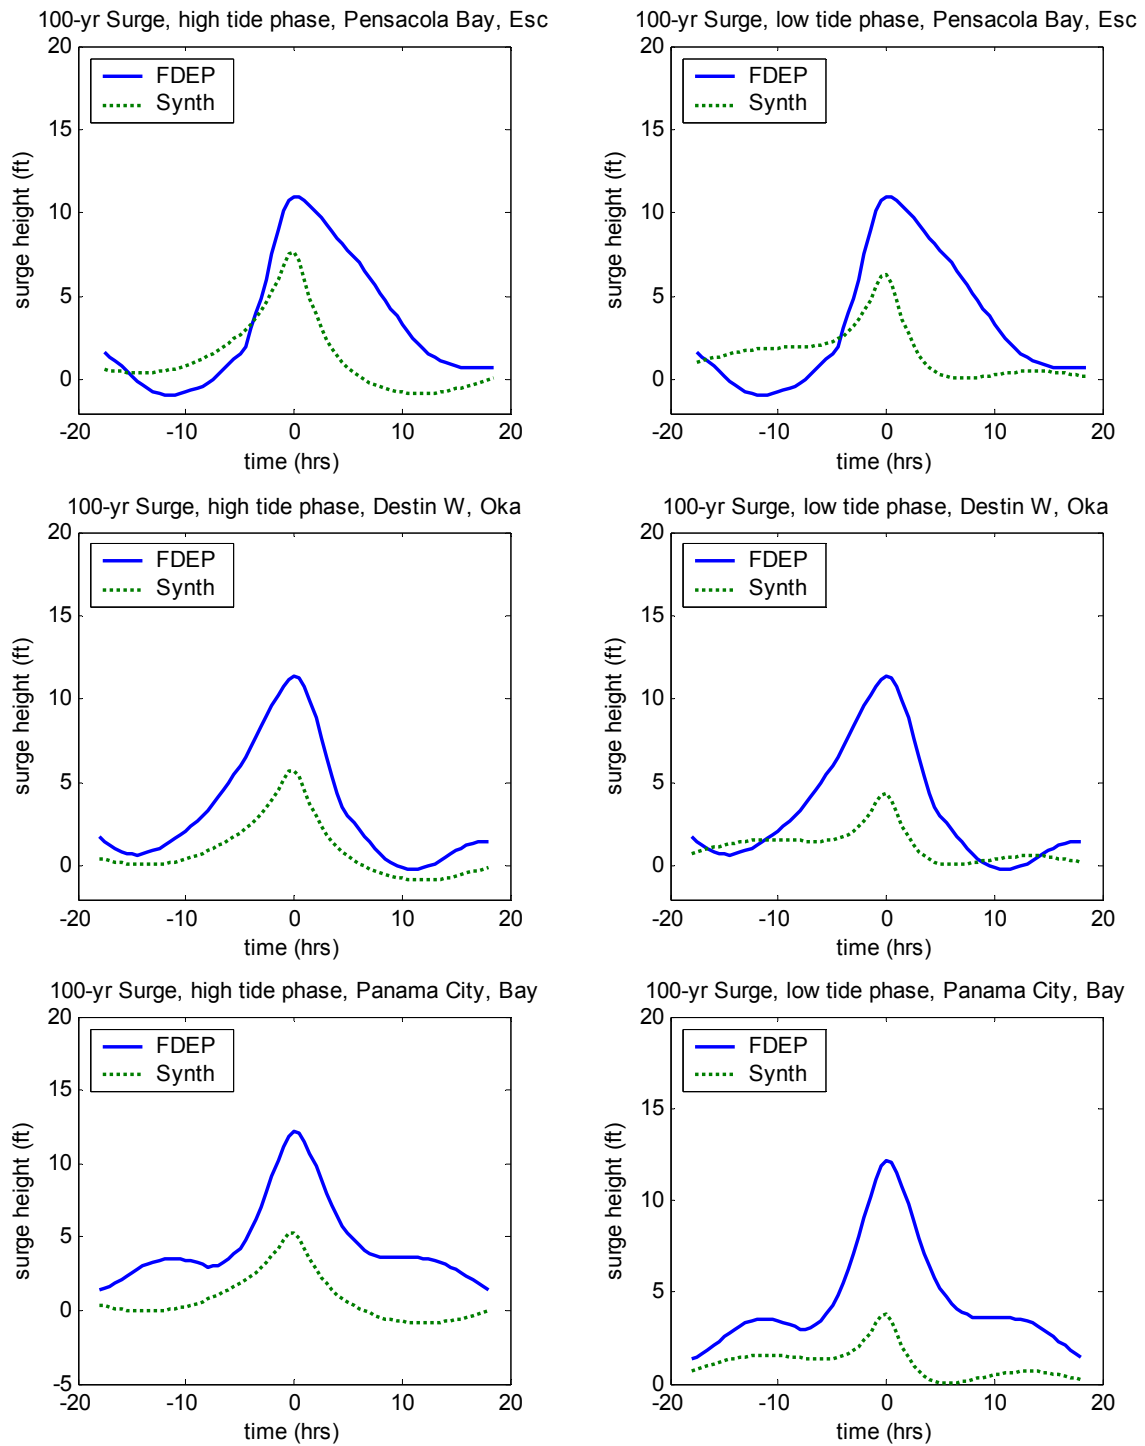 100-yr Surge, high tide phase, Pensacola Bay, Esc
20
15
10
5
0
surge height (ft)
FDEP
Synth
-20 -10 0 10 20
time (hrs)
100-yr Surge, low tide phase, Pensacola Bay, Esc
20
15
10
5
0
surge height (ft)
FDEP
Synth
-20 -10 0 10 20
time (hrs)
100-yr Surge, high tide phase, Destin W, Oka
20
15
10
5
0
surge height (ft)
FDEP
Synth
-20 -10 0 10 20
time (hrs)
100-yr Surge, low tide phase, Destin W, Oka
20
15
10
5
0
surge height (ft)
FDEP
Synth
-20 -10 0 10 20
time (hrs)
100-yr Surge, high tide phase, Panama City, Bay
20
15
10
5
0
-5
surge height (ft)
FDEP
Synth
-20 -10 0 10 20
time (hrs)
100-yr Surge, low tide phase, Panama City, Bay
20
15
10
5
0
surge height (ft)
FDEP
Synth
-20 -10 0 10 20
time (hrs)